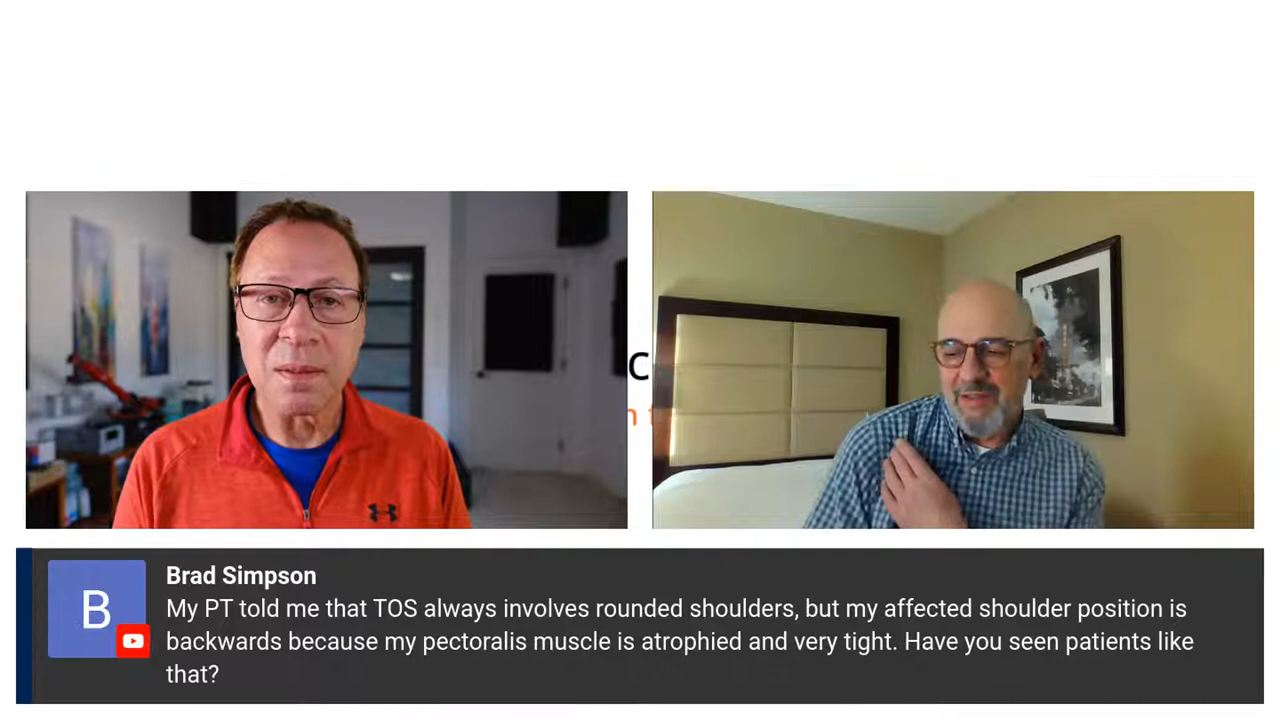 C
Brad Simpson
My PT told me that TOS always involves rounded shoulders, but my affected shoulder position is
backwards because my pectoralis muscle is atrophied and very tight. Have you seen patients like
that?
B